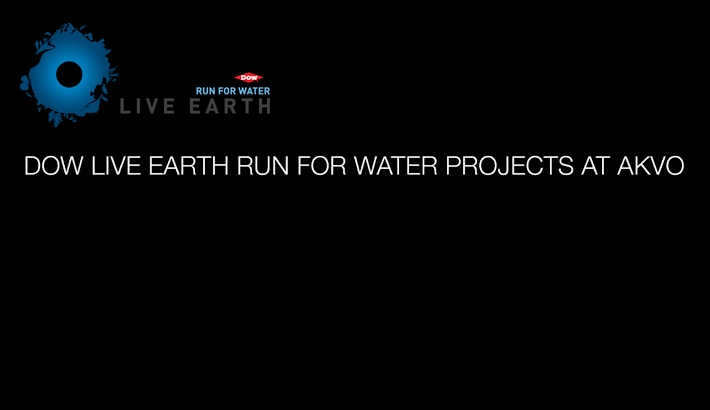 Dow
RUN FOR WATER
LIVE EARTH
DOW LIVE EARTH RUN FOR WATER PROJECTS AT AKVO